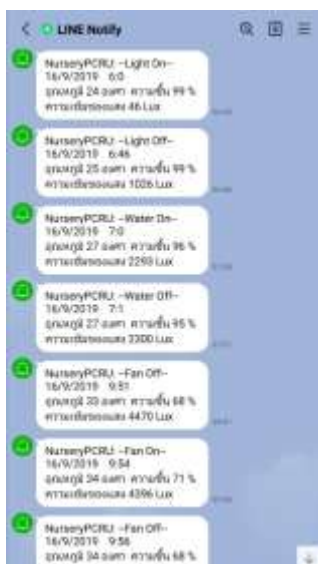 LINE Notify
NurseryPCRU: --Light On--
16/9/2019 6:0
อุณหภูมิ 24 องศา ความชื้น 99 %
ความเข้มของแสง 46 Lux
NurseryPCRU: --Light Off--
16/9/2019 6:46
อุณหภูมิ 25 องศา ความชื้น 99 %
ความเข้มของแสง 1026 Lux
NurseryPCRU: --Water On--
16/9/2019 7:0
อุณหภูมิ 27 องศา ความชื้น 96 %
ความเข้มของแสง 2293 Lux
NurseryPCRU: --Water Off--
16/9/2019 7:1
อุณหภูมิ 27 องศา ความชื้น 95 %
ความเข้มของแสง 2300 Lux
NurseryPCRU: --Fan Off--
16/9/2019 9:51
อุณหภูมิ 33 องศา ความชื้น 68 %
ความเข้มของแสง 4470 Lux
NurseryPCRU: --Fan On--
16/9/2019 9:54
อุณหภูมิ 34 องศา ความชื้น 71 %
ความเข้มของแสง 4396 Lux
NurseryPCRU: --Fan Off--
16/9/2019 9:56
อุณหภูมิ 34 องศา ความชื้น 68 %